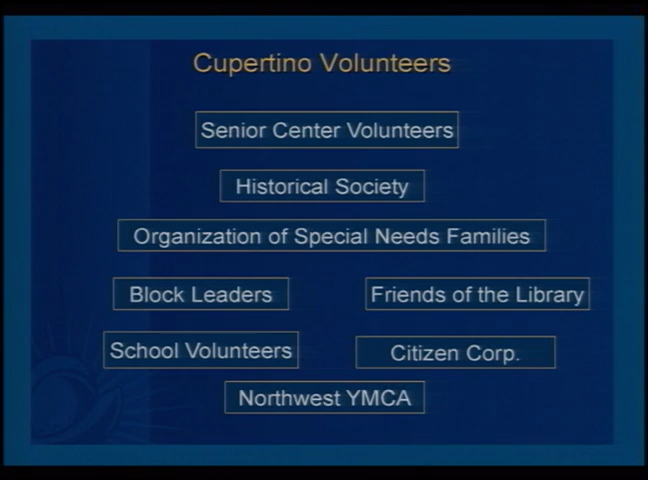 Cupertino Volunteers
Senior Center Volunteers
Historical Society
Organization of Special Needs Families
Block Leaders
Friends of the Library
School Volunteers
Citizen Corp.
Northwest YMCA